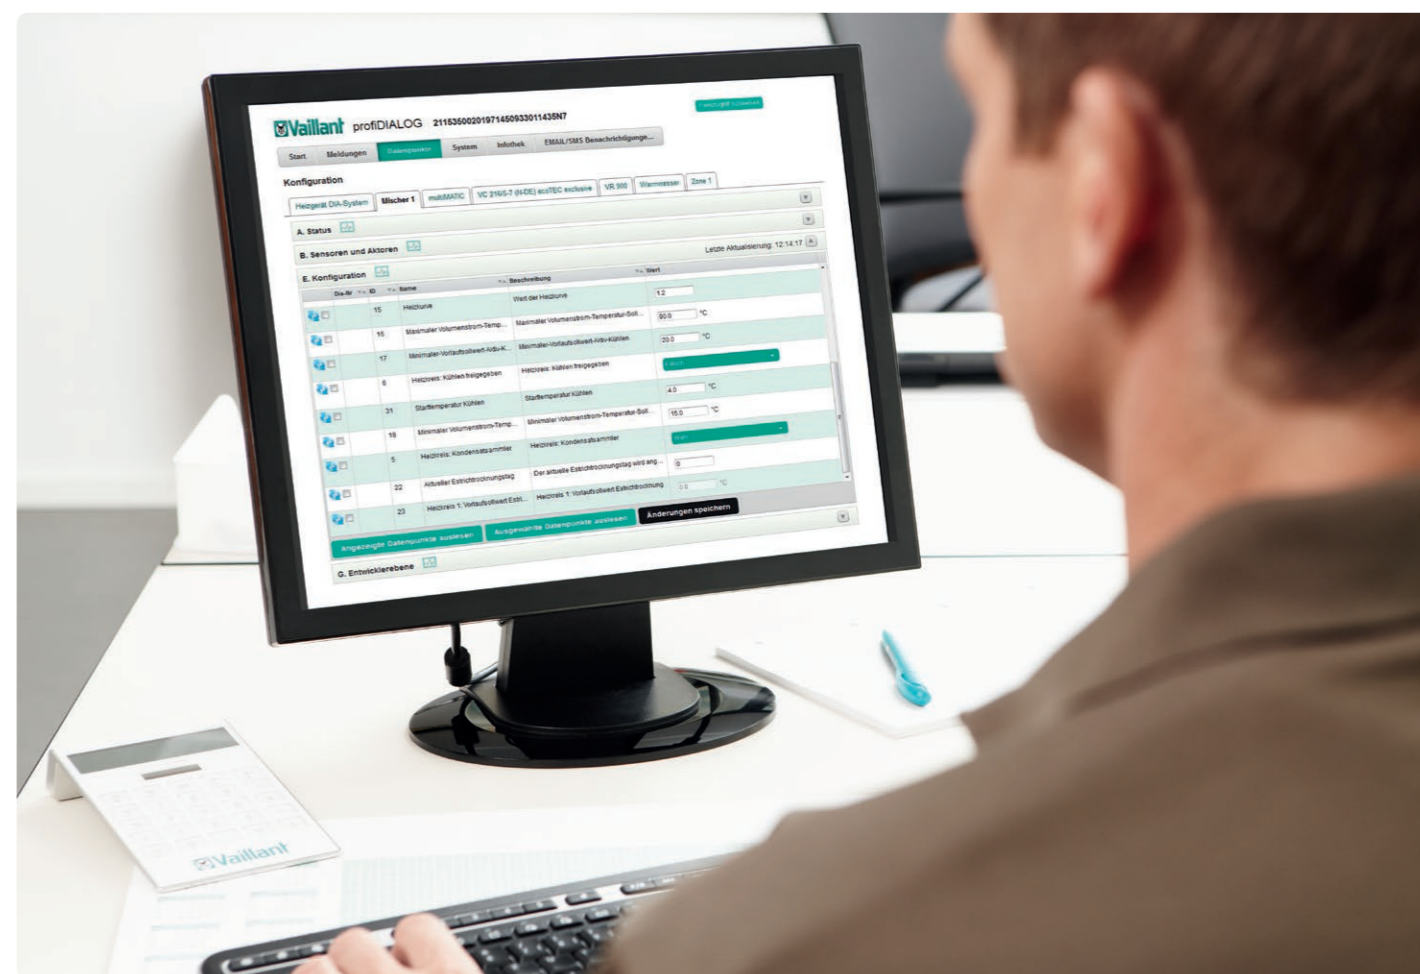 Vaillant profiDIALOG 21153500201971450933011435N7
Start Meldungen Datenpunkte System Infothek EMAIL/SMS Benachrichtigunge...
Konfiguration
Heizgerät DIA-System Mischer 1 multiMATIC VC 216/5-7 (N-DE) ecoTEC exclusive VR 900 Warmwasser Zone 1
A. Status
B. Sensoren und Aktoren
E. Konfiguration Letzte Aktualisierung: 12:14:17
Dia-Nr ID Name Beschreibung Wert
15 Heizkurve Wert der Heizkurve 1.2
16 Maximaler Volumenstrom-Temp... Maximaler Volumenstrom-Temperatur-Soll... 90.0 °C
17 Minimaler-Vorlaufsollwert-Aktiv-K... Minimaler-Vorlaufsollwert-Aktiv-Kühlen 20.0 °C
6 Heizkreis: Kühlen freigegeben Heizkreis: Kühlen freigegeben
31 Starttemperatur Kühlen Starttemperatur Kühlen 4.0 °C
18 Minimaler Volumenstrom-Temp... Minimaler Volumenstrom-Temperatur-Soll... 15.0 °C
5 Heizkreis: Kondensatsammler Heizkreis: Kondensatsammler
22 Aktueller Estrichtrocknungstag Der aktuelle Estrichtrocknungstag wird ang... 0
23 Heizkreis 1: Vorlaufsollwert Estri... Heizkreis 1: Vorlaufsollwert Estrichtrocknung 0.0 °C
Angezeigte Datenpunkte auslesen Ausgewählte Datenpunkte auslesen Änderungen speichern
G. Entwicklerebene
Vaillant